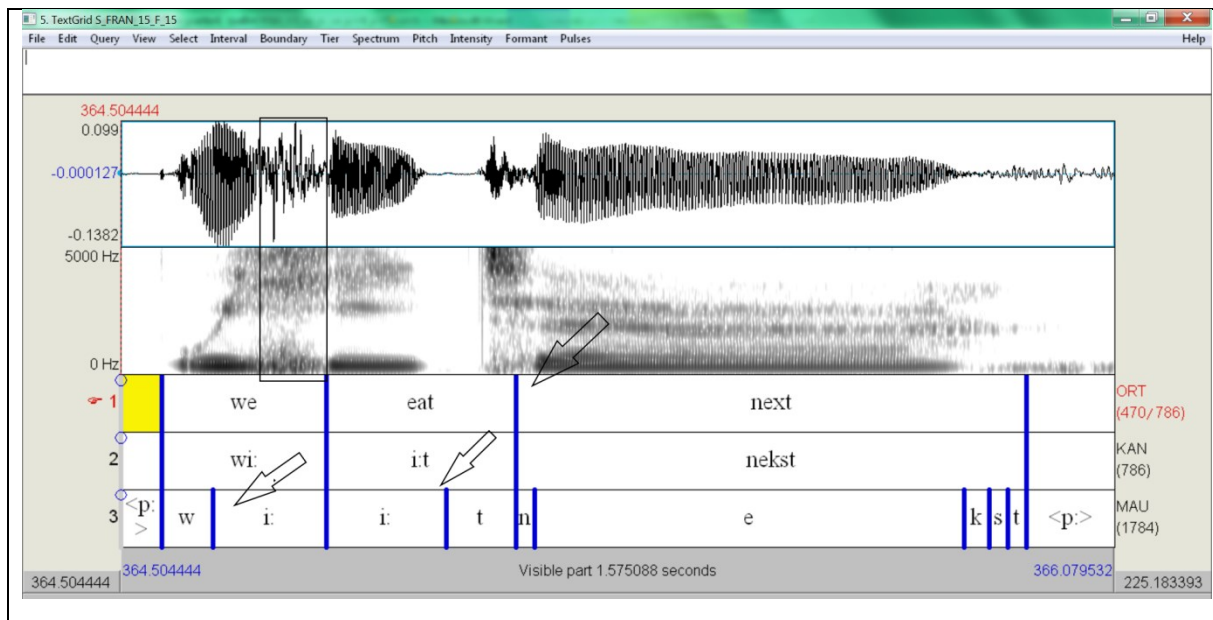 5. TextGrid S_FRAN_15_F_15
File Edit Query View Select Interval Boundary Tier Spectrum Pitch Intensity Formant Pulses Help
364.504444
0.099
-0.000127
-0.1382
5000 Hz
0 Hz
1 we eat next ORT
(470/786)
2 wi: i:t nekst KAN
(786)
3 <p:> w i: i: t n e k s t <p:> MAU
(1784)
364.504444 Visible part 1.575088 seconds 366.079532
364.504444 225.183393